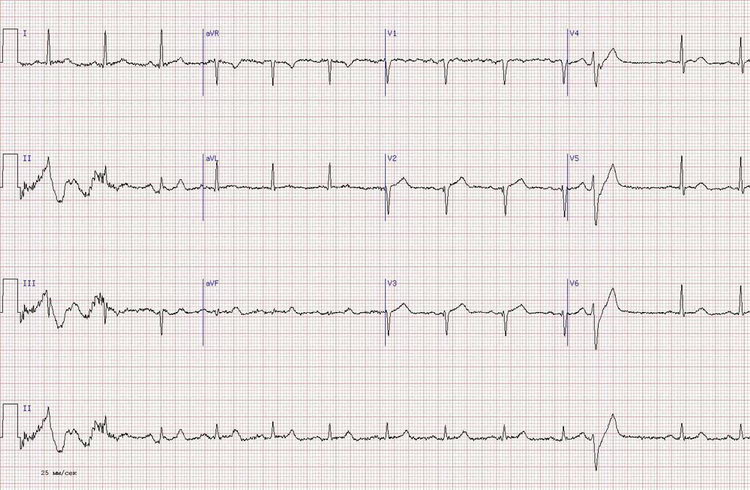 I aVR V1 V4
II aVL V2 V5
III aVF V3 V6
II
25 мм/сек